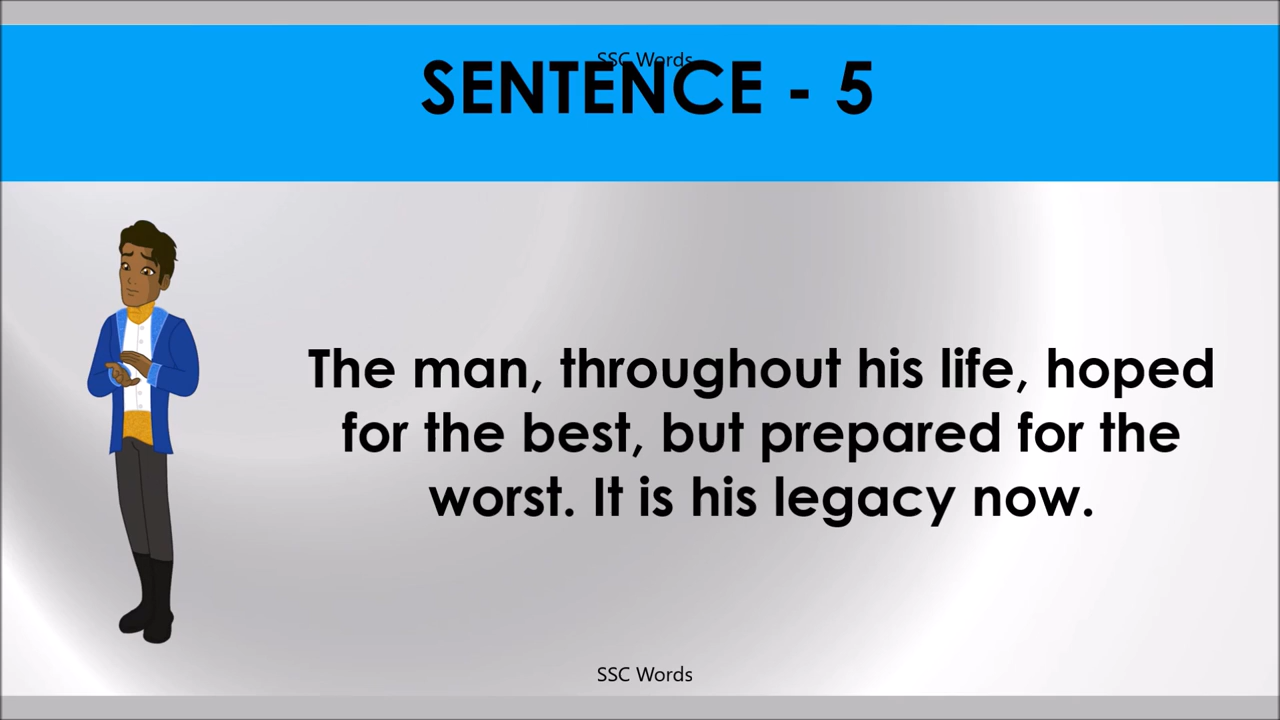 SSC Words
SENTENCE - 5
The man, throughout his life, hoped
for the best, but prepared for the
worst. It is his legacy now.
SSC Words